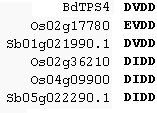 BdTPS4 DVDD
Os02g17780 EVDD
Sb01g021990.1 DVDD
Os02g36210 DIDD
Os04g09900 DIDD
Sb05g022290.1 DIDD